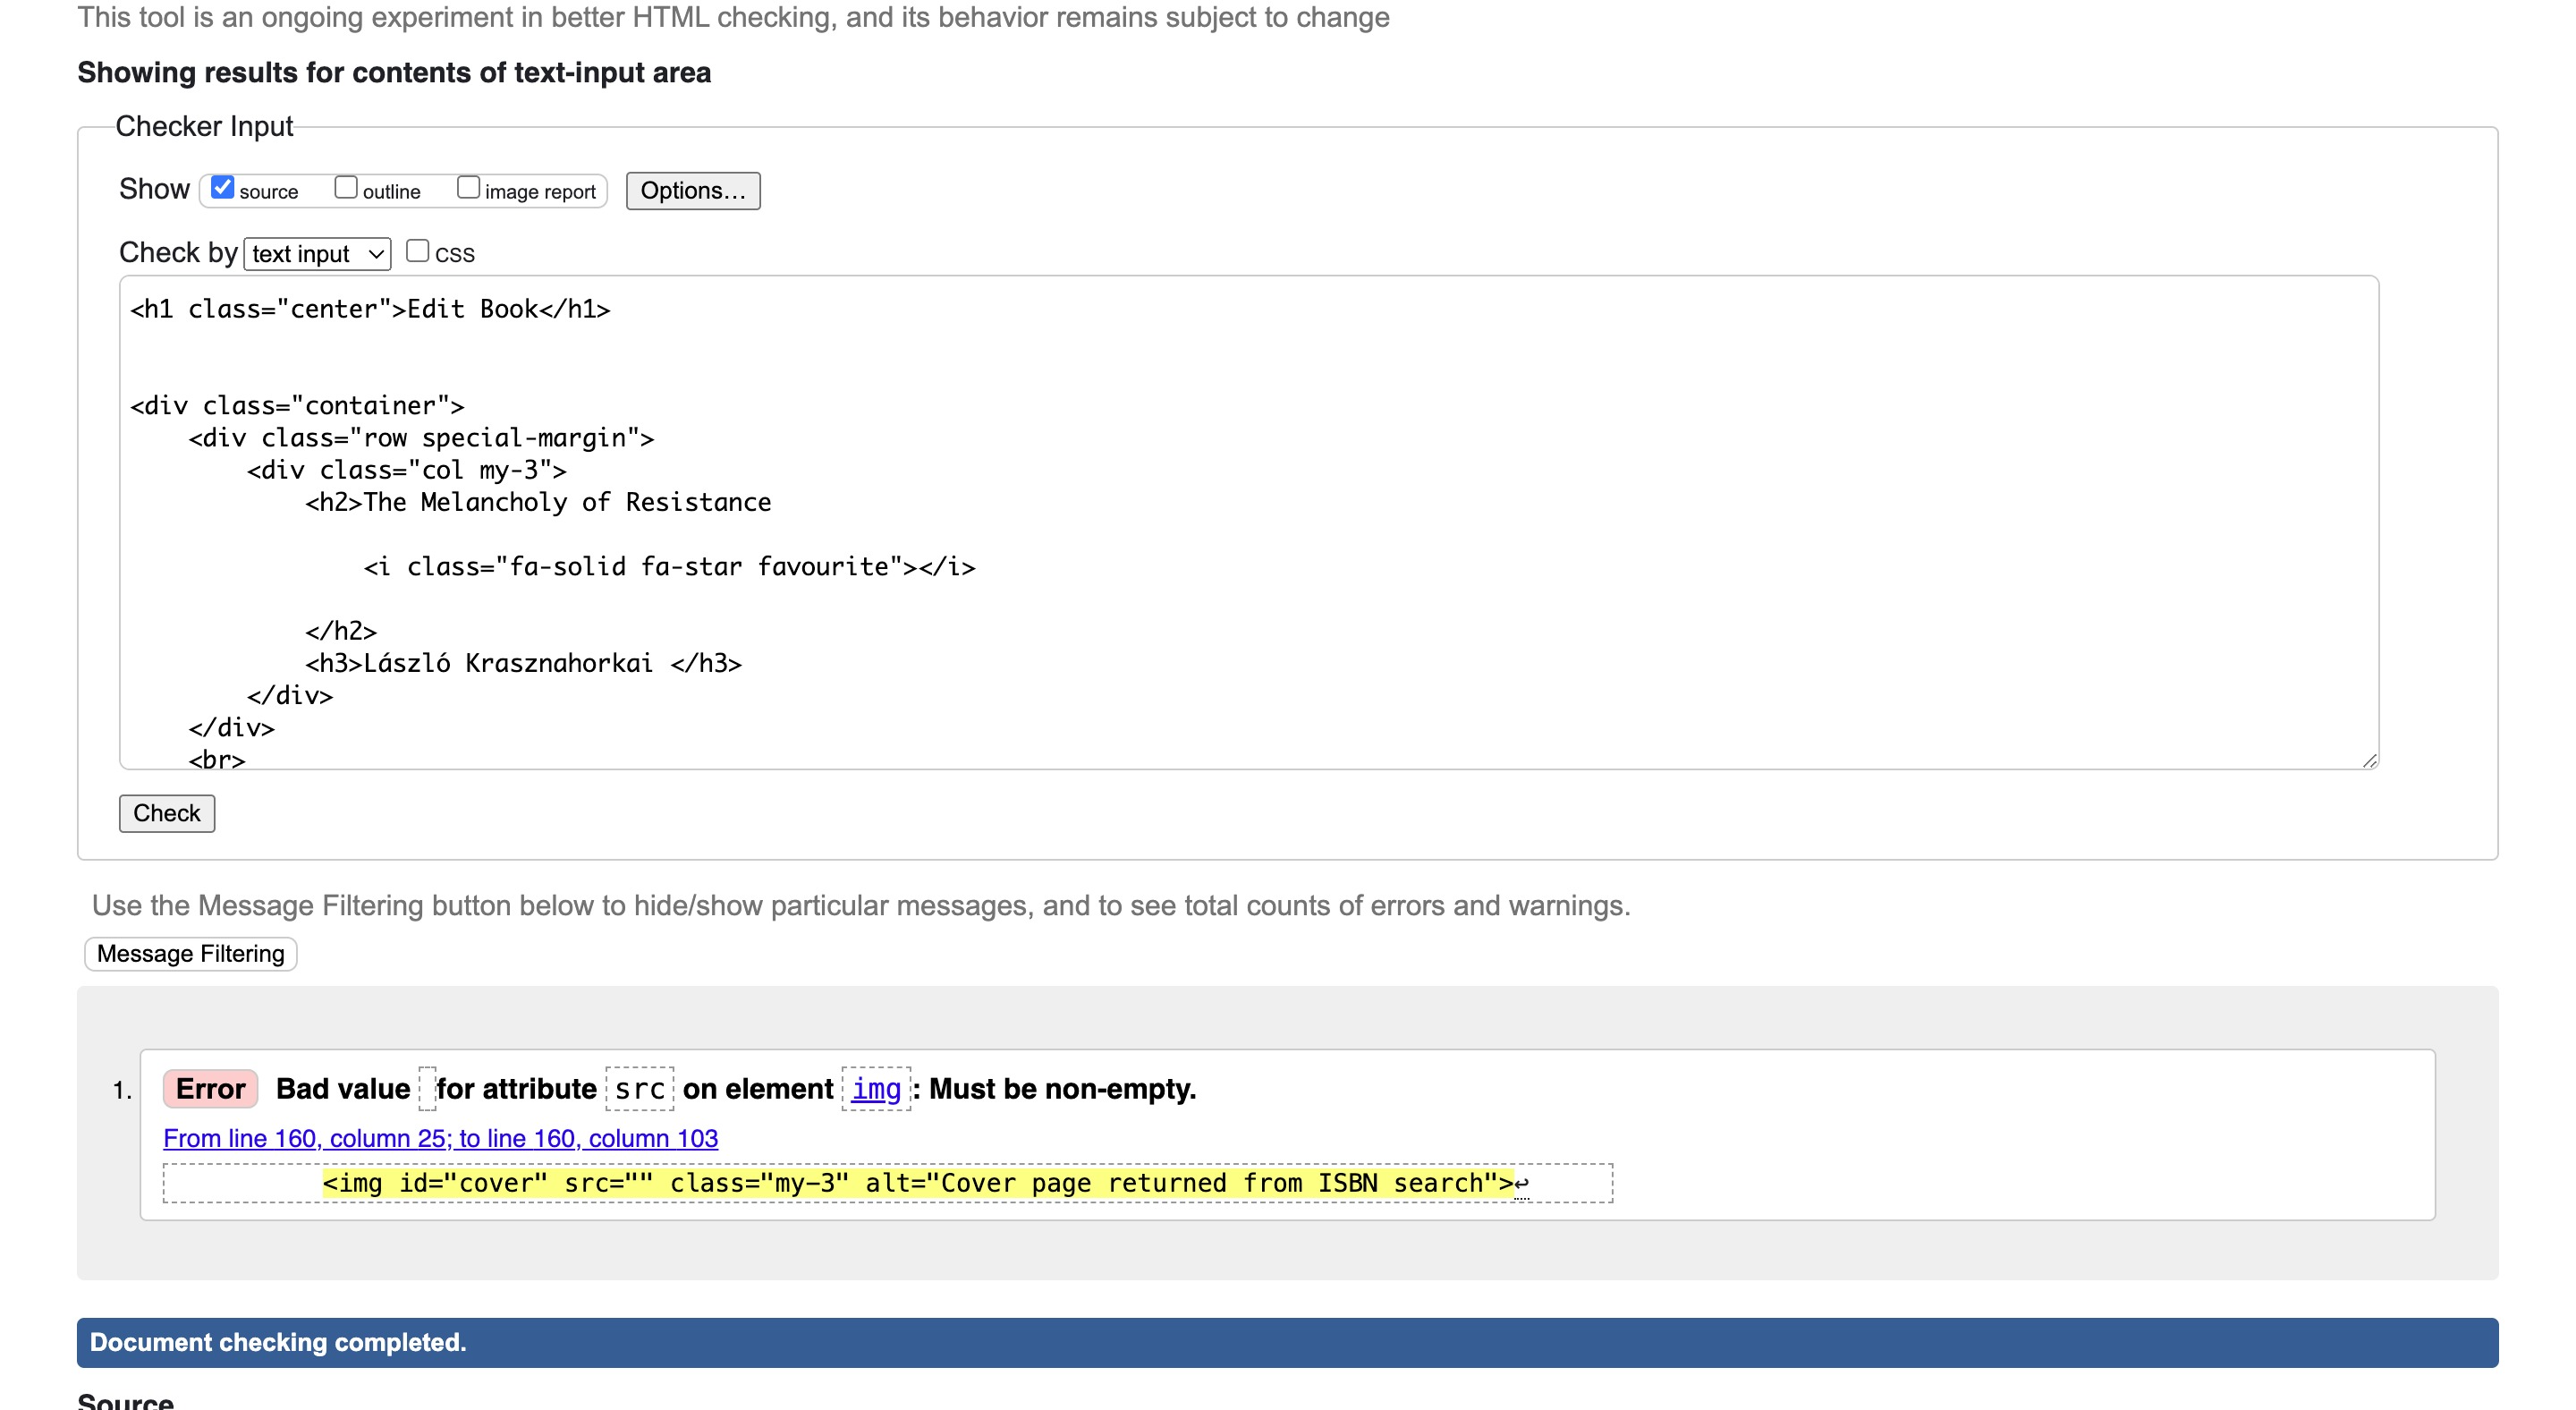 This tool is an ongoing experiment in better HTML checking, and its behavior remains subject to change
Showing results for contents of text-input area
Checker Input
Show source outline image report Options...
Check by text input CSS
<h1 class="center">Edit Book</h1>
<div class="container">
<div class="row special-margin">
<div class="col my-3">
<h2>The Melancholy of Resistance
<i class="fa-solid fa-star favourite"></i>
</h2>
<h3>László Krasznahorkai </h3>
</div>
</div>
<br>
Check
Use the Message Filtering button below to hide/show particular messages, and to see total counts of errors and warnings.
Message Filtering
1. Error Bad value for attribute src on element img: Must be non-empty.
From line 160, column 25; to line 160, column 103
<img id="cover" src="" class="my-3" alt="Cover page returned from ISBN search">↩
Document checking completed.
Source